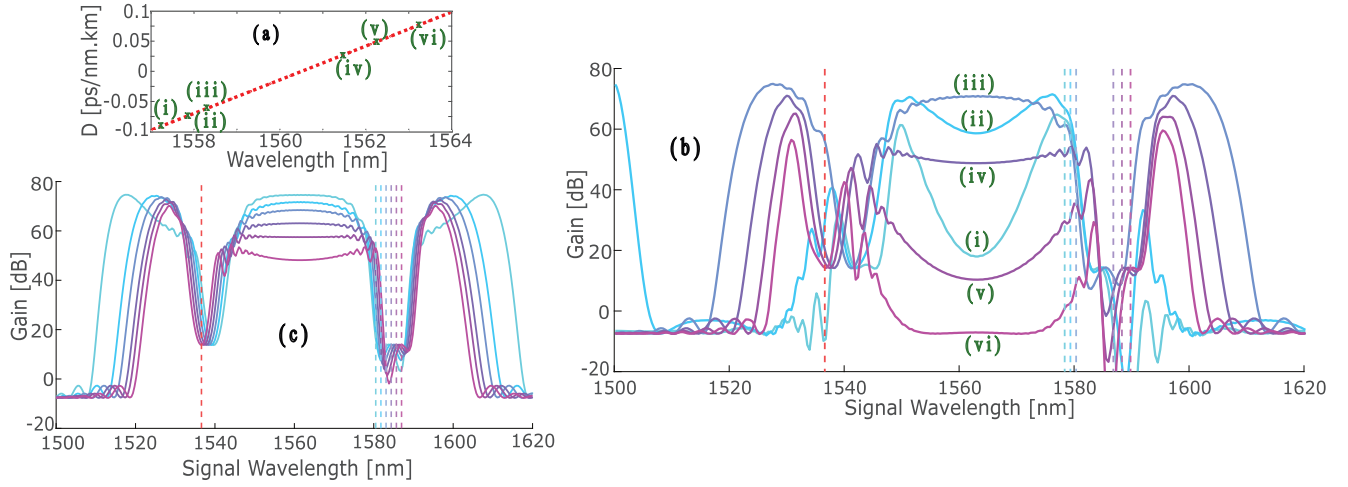 0.1
0.05
0
-0.05
-0.1
D [ps/nm.km]
(a)
(i)
(iii)
(ii)
(iv)
(v)
(vi)
1558
1560
1562
1564
Wavelength [nm]
80
60
40
20
0
-20
Gain [dB]
(b)
(iii)
(ii)
(iv)
(i)
(v)
(vi)
1500
1520
1540
1560
1580
1600
1620
Signal Wavelength [nm]
80
60
40
20
0
-20
Gain [dB]
(c)
1500
1520
1540
1560
1580
1600
1620
Signal Wavelength [nm]